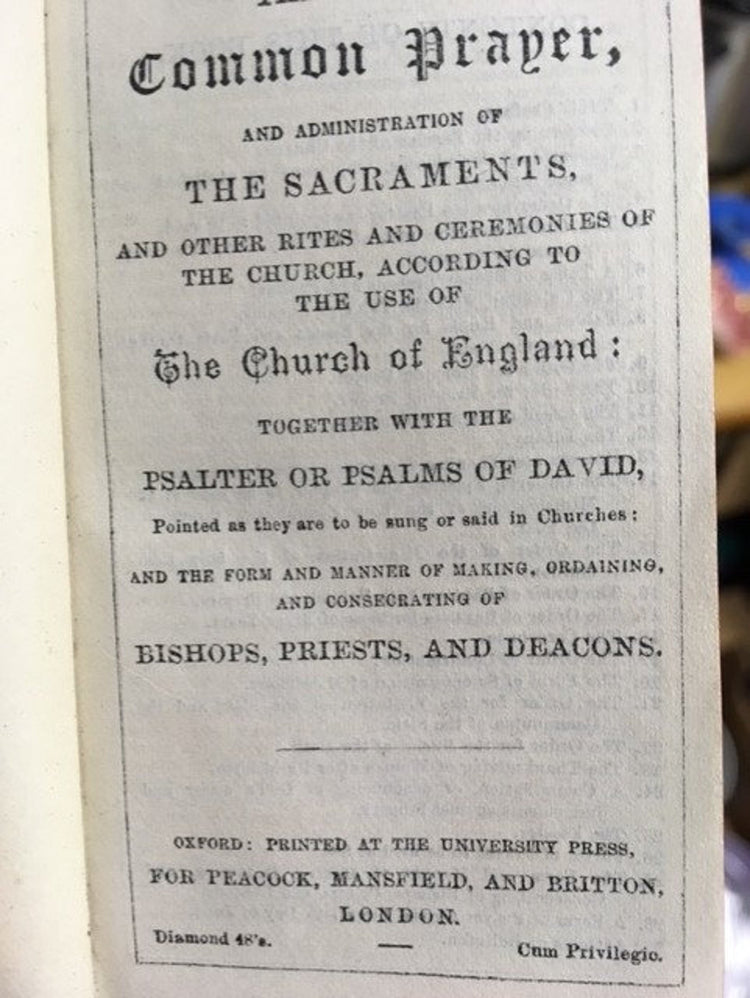 Common Prayer,
AND ADMINISTRATION OF
THE SACRAMENTS,
AND OTHER RITES AND CEREMONIES OF
THE CHURCH, ACCORDING TO
THE USE OF
The Church of England:
TOGETHER WITH THE
PSALTER OR PSALMS OF DAVID,
Pointed as they are to be sung or said in Churches:
AND THE FORM AND MANNER OF MAKING, ORDAINING,
AND CONSECRATING OF
BISHOPS, PRIESTS, AND DEACONS.
OXFORD: PRINTED AT THE UNIVERSITY PRESS,
FOR PEACOCK, MANSFIELD, AND BRITTON,
LONDON.
Diamond 48's. Cum Privilegio.